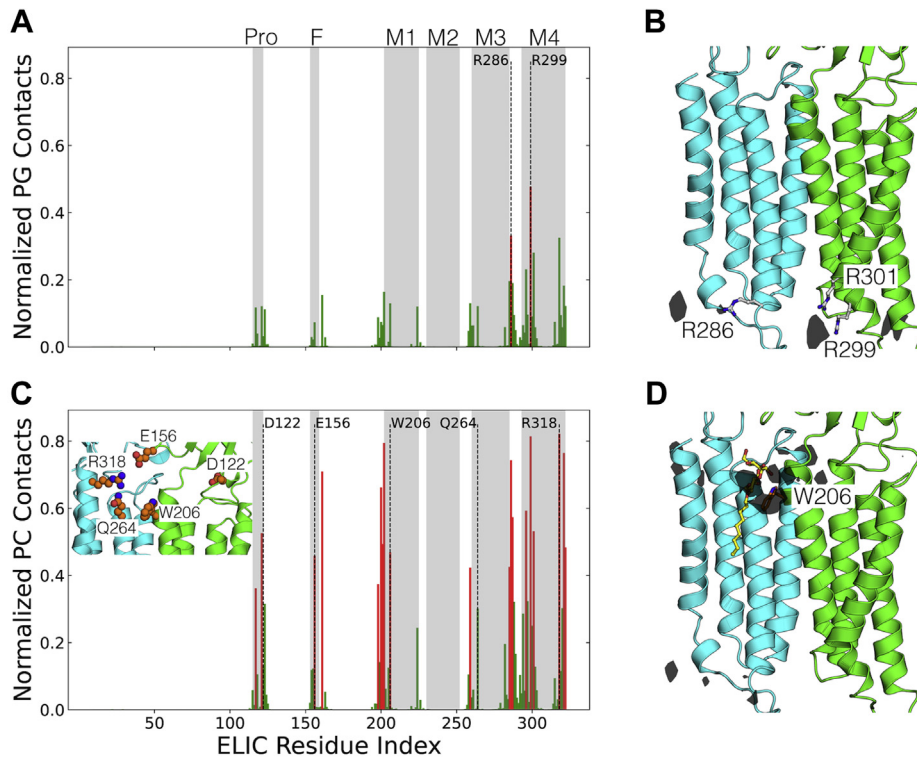 A
Pro F M1 M2 M3 M4
R286 R299
0.8
0.6
0.4
0.2
0.0
Normalized PG Contacts
B
R286
R301
R299
C
D122 E156 W206 Q264 R318
0.8
0.6
0.4
0.2
0.0
Normalized PC Contacts
E156
R318
D122
W206
Q264
50 100 150 200 250 300
ELIC Residue Index
D
W206